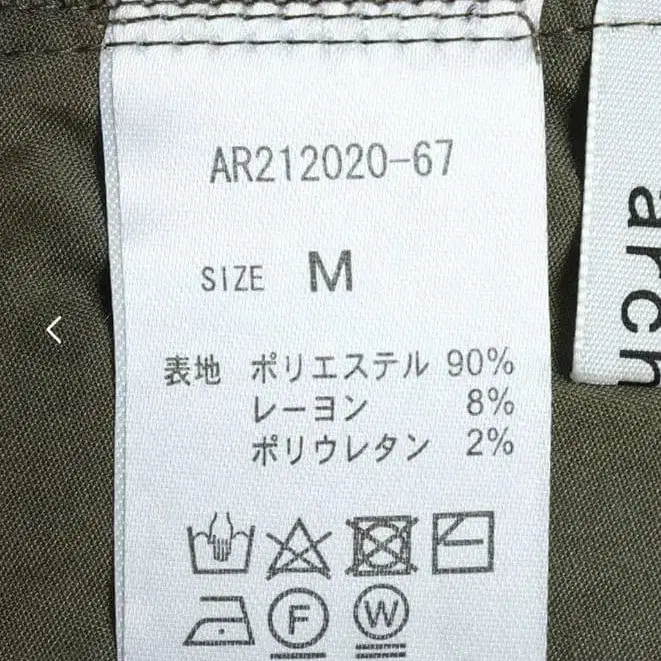 AR212020-67
SIZE M
表地 ポリエステル 90%
レーヨン 8%
ポリウレタン 2%
F W
arch